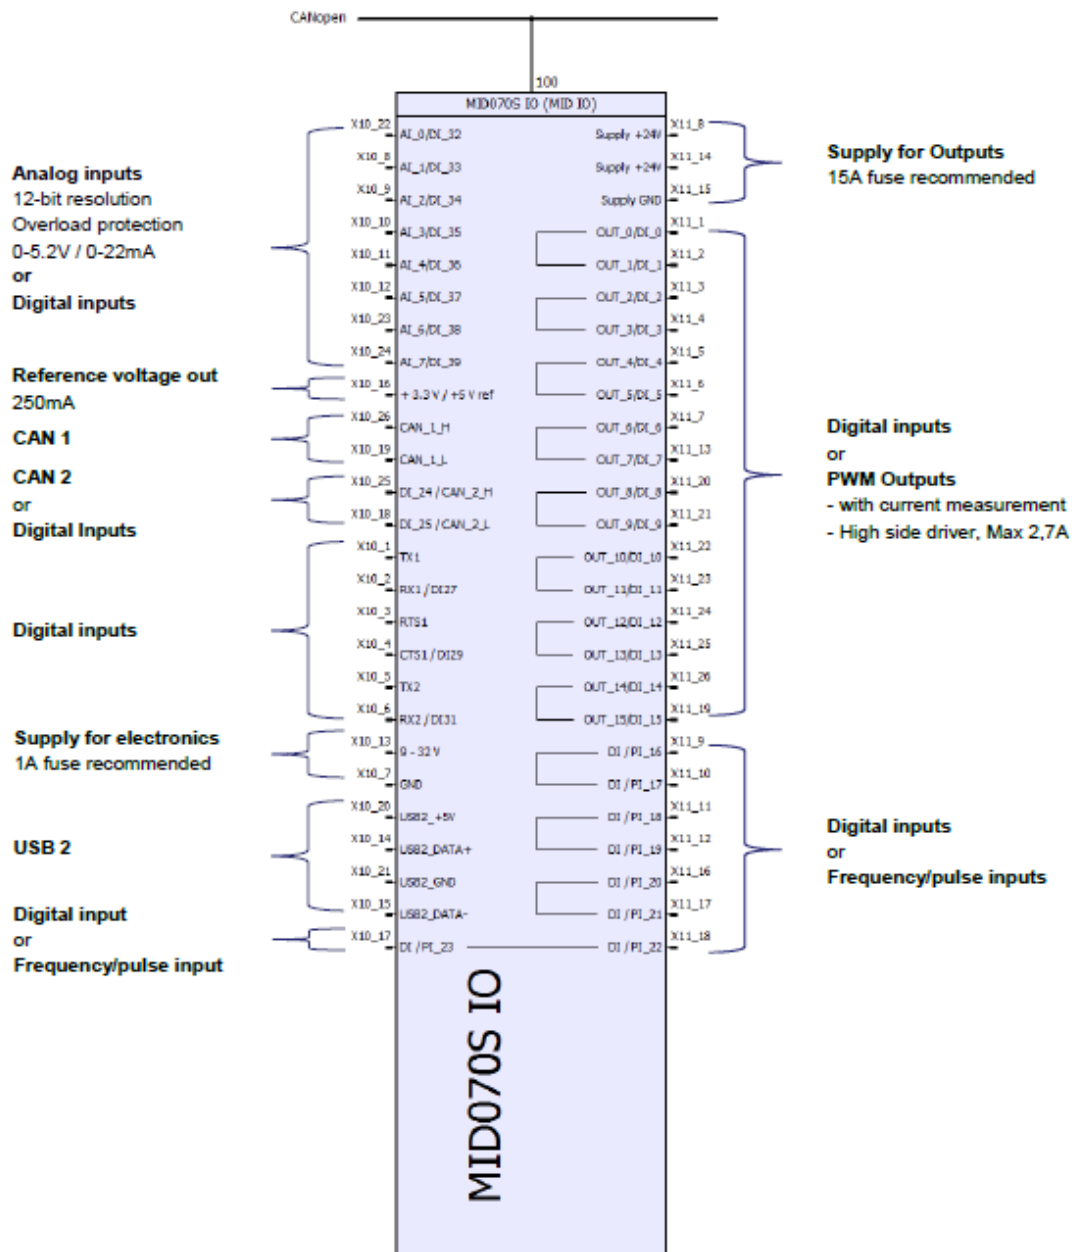 CANopen
100
MID070S IO (MID IO)
Analog inputs
12-bit resolution
Overload protection
0-5.2V / 0-22mA
or
Digital inputs
Reference voltage out
250mA
CAN 1
CAN 2
or
Digital Inputs
Digital inputs
Supply for electronics
1A fuse recommended
USB 2
Digital input
or
Frequency/pulse input
X10_22 AI_0/DI_32
X10_8 AI_1/DI_33
X10_9 AI_2/DI_34
X10_10 AI_3/DI_35
X10_11 AI_4/DI_36
X10_12 AI_5/DI_37
X10_23 AI_6/DI_38
X10_24 AI_7/DI_39
X10_16 + 3.3 V / +5 V ref
X10_26 CAN_1_H
X10_19 CAN_1_L
X10_25 DI_24 / CAN_2_H
X10_18 DI_25 / CAN_2_L
X10_1 TX1
X10_2 RX1 / DI27
X10_3 RTS1
X10_4 CTS1 / DI29
X10_5 TX2
X10_6 RX2 / DI31
X10_13 9 - 32 V
X10_7 GND
X10_20 USB2_+5V
X10_14 USB2_DATA+
X10_21 USB2_GND
X10_15 USB2_DATA-
X10_17 DI /PI_23
Supply +24V X11_8
Supply +24V X11_14
Supply GND X11_15
OUT_0/DI_0 X11_1
OUT_1/DI_1 X11_2
OUT_2/DI_2 X11_3
OUT_3/DI_3 X11_4
OUT_4/DI_4 X11_5
OUT_5/DI_5 X11_6
OUT_6/DI_6 X11_7
OUT_7/DI_7 X11_13
OUT_8/DI_8 X11_20
OUT_9/DI_9 X11_21
OUT_10/DI_10 X11_22
OUT_11/DI_11 X11_23
OUT_12/DI_12 X11_24
OUT_13/DI_13 X11_25
OUT_14/DI_14 X11_26
OUT_15/DI_15 X11_19
DI /PI_16 X11_9
DI /PI_17 X11_10
DI /PI_18 X11_11
DI /PI_19 X11_12
DI /PI_20 X11_16
DI /PI_21 X11_17
DI /PI_22 X11_18
Supply for Outputs
15A fuse recommended
Digital inputs
or
PWM Outputs
- with current measurement
- High side driver, Max 2,7A
Digital inputs
or
Frequency/pulse inputs
MID070S IO